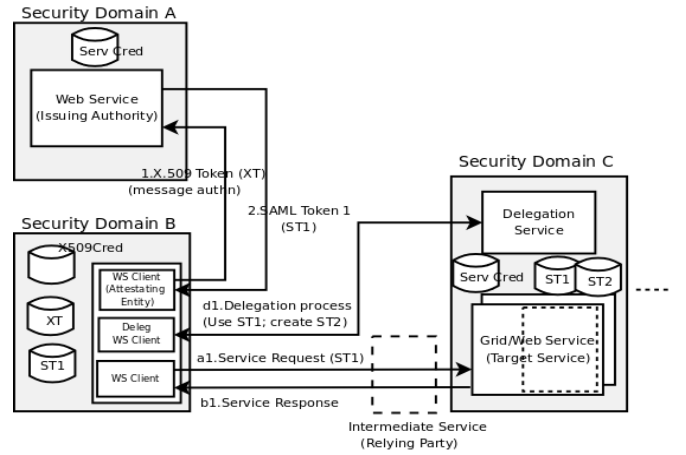 Security Domain A
Serv Cred
Web Service
(Issuing Authority)
1.X.509 Token (XT)
(message authn)
2.SAML Token 1
(ST1)
Security Domain B
X509Cred
XT
ST1
WS Client
(Attestating
Entity)
Deleg
WS Client
WS Client
d1.Delegation process
(Use ST1; create ST2)
a1.Service Request (ST1)
b1.Service Response
Intermediate Service
(Relying Party)
Security Domain C
Delegation
Service
Serv Cred
ST1
ST2
Grid/Web Service
(Target Service)